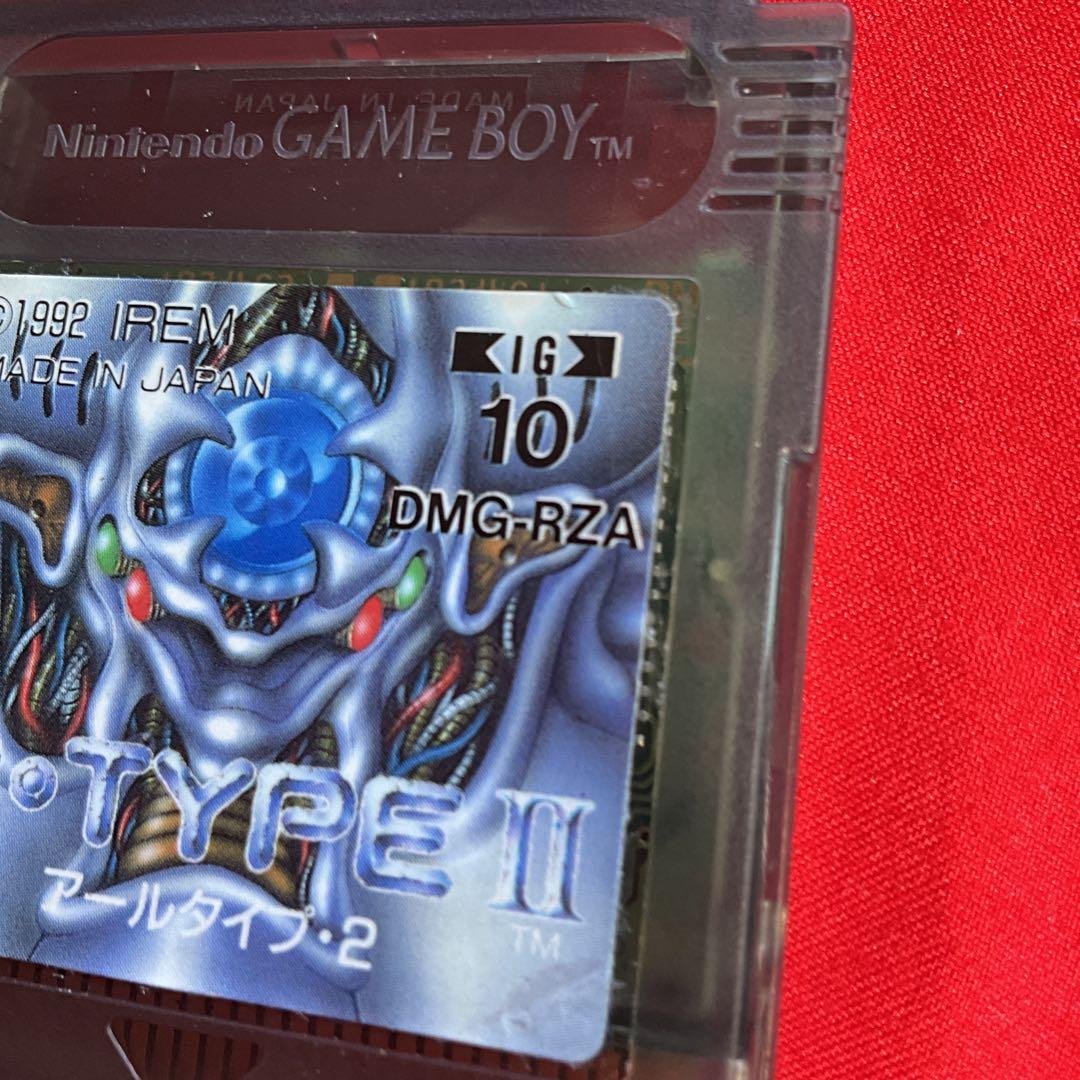 MADE IN JAPAN
Nintendo GAME BOY™
©1992 IREM
MADE IN JAPAN
IG
10
DMG-RZA
R•TYPE II
アールタイプ・2
TM